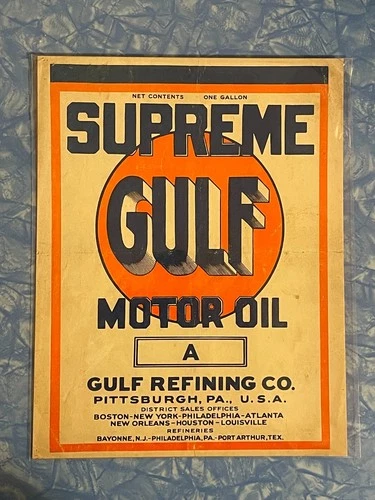 NET CONTENTS ONE GALLON
SUPREME
GULF
MOTOR OIL
A
GULF REFINING CO.
PITTSBURGH, PA., U.S.A.
DISTRICT SALES OFFICES
BOSTON-NEW YORK-PHILADELPHIA-ATLANTA
NEW ORLEANS-HOUSTON-LOUISVILLE
REFINERIES
BAYONNE, N.J.-PHILADELPHIA, PA.-PORT ARTHUR, TEX.